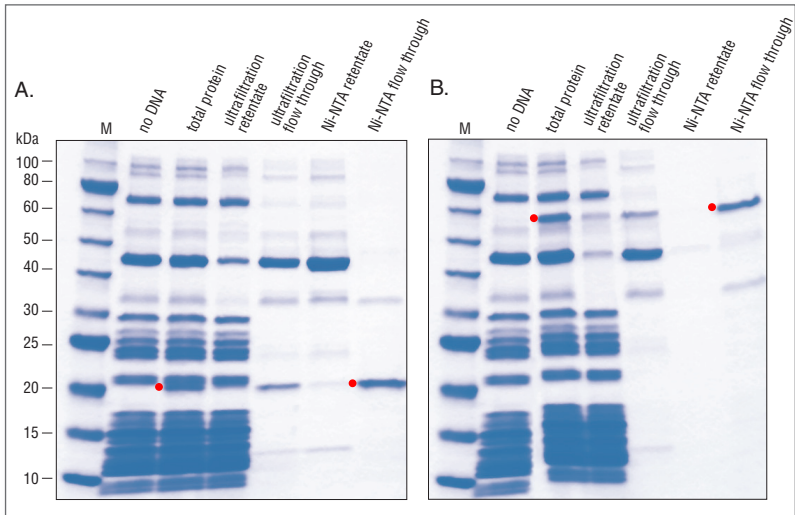 A.
kDa
M
no DNA
total protein
ultrafiltration
retentate
ultrafiltration
flow through
Ni-NTA retentate
Ni-NTA flow through
100
80
60
50
40
30
25
20
15
10
B.
M
no DNA
total protein
ultrafiltration
retentate
ultrafiltration
flow through
Ni-NTA retentate
Ni-NTA flow through